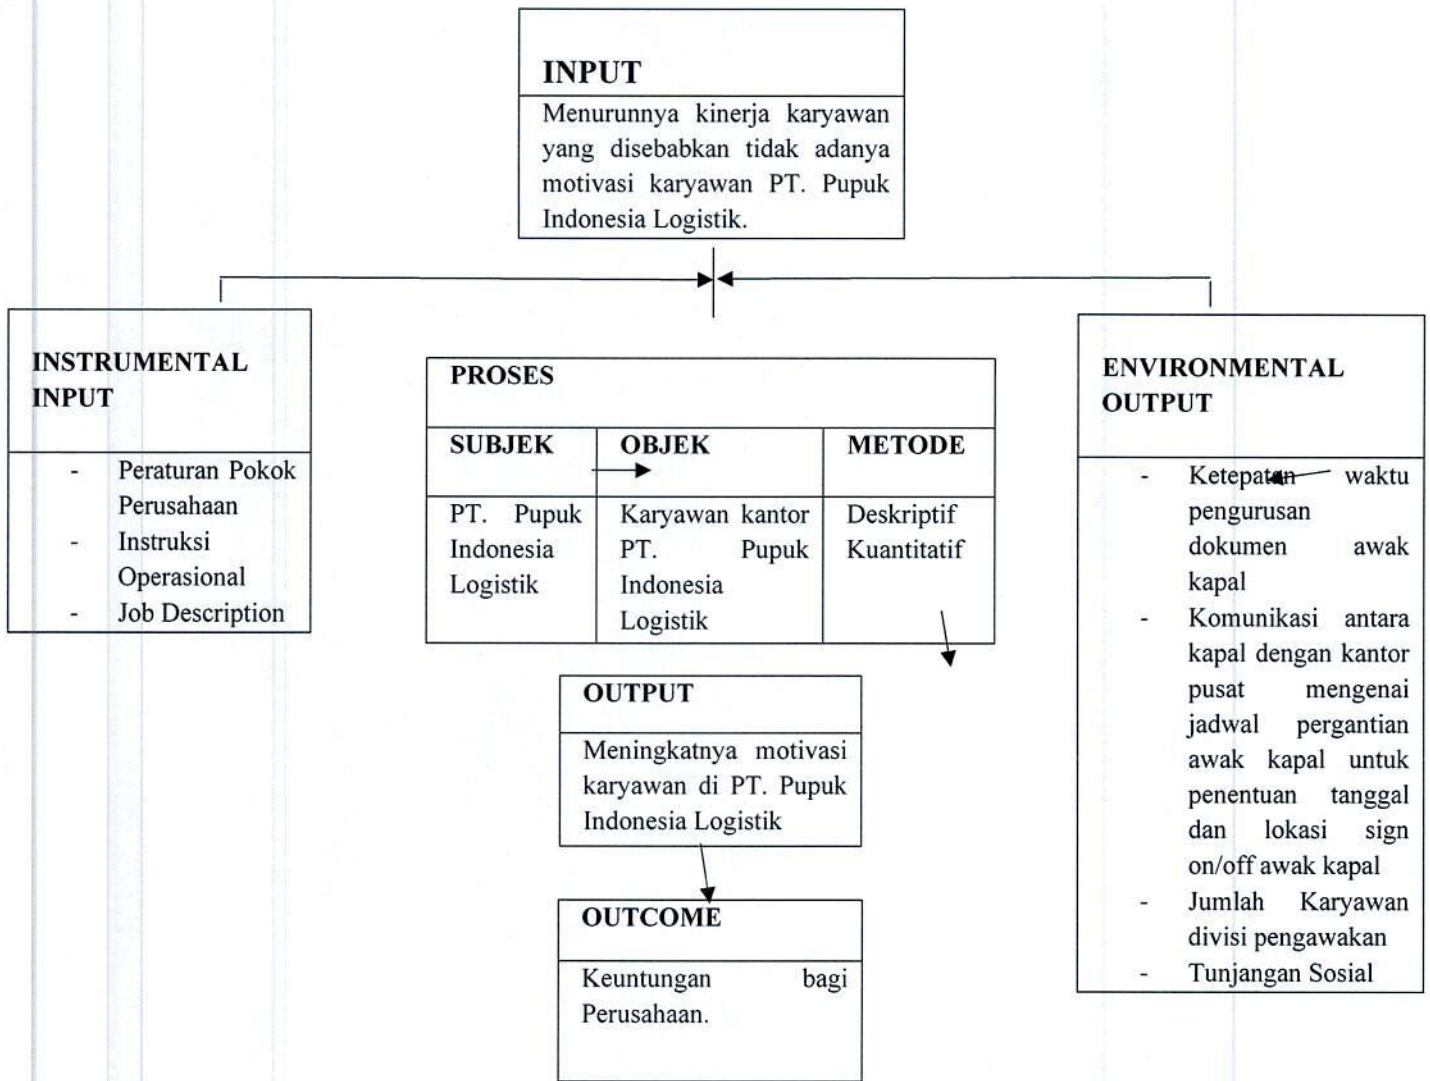 INPUT
Menurunnya kinerja karyawan
yang disebabkan tidak adanya
motivasi karyawan PT. Pupuk
Indonesia Logistik.
INSTRUMENTAL
INPUT
- Peraturan Pokok
Perusahaan
- Instruksi
Operasional
- Job Description
PROSES
SUBJEK
OBJEK
METODE
PT. Pupuk
Indonesia
Logistik
Karyawan kantor
PT. Pupuk
Indonesia
Logistik
Deskriptif
Kuantitatif
ENVIRONMENTAL
OUTPUT
- Ketepatan waktu
pengurusan
dokumen awak
kapal
- Komunikasi antara
kapal dengan kantor
pusat mengenai
jadwal pergantian
awak kapal untuk
penentuan tanggal
dan lokasi sign
on/off awak kapal
- Jumlah Karyawan
divisi pengawakan
- Tunjangan Sosial
OUTPUT
Meningkatnya motivasi
karyawan di PT. Pupuk
Indonesia Logistik
OUTCOME
Keuntungan bagi
Perusahaan.